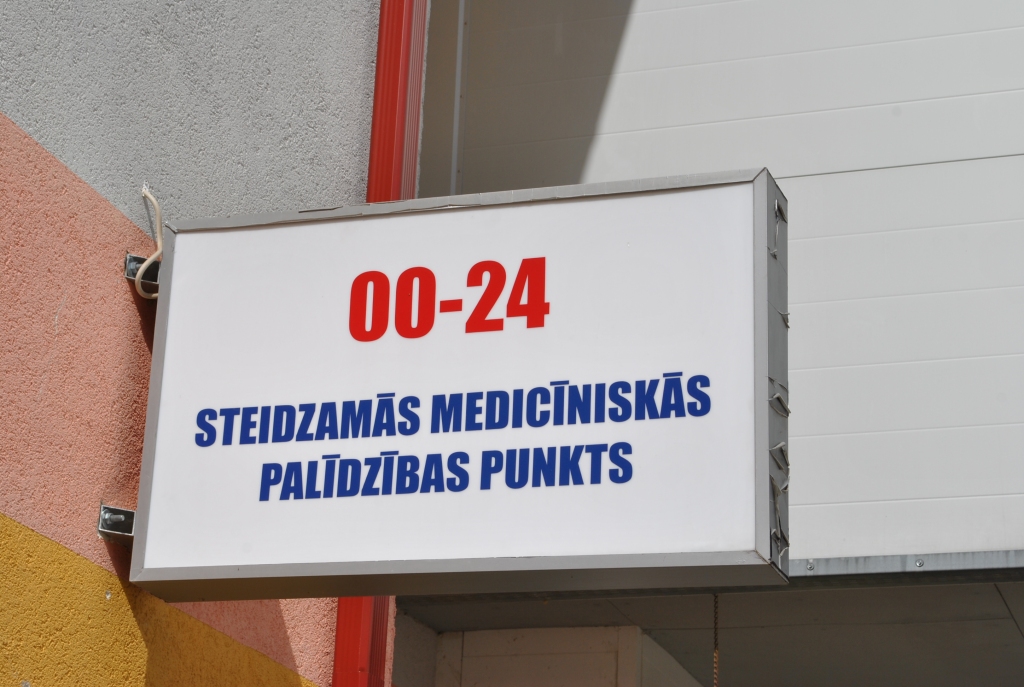 00-24
STEIDZAMĀS MEDICĪNISKĀS
PALĪDZĪBAS PUNKTS